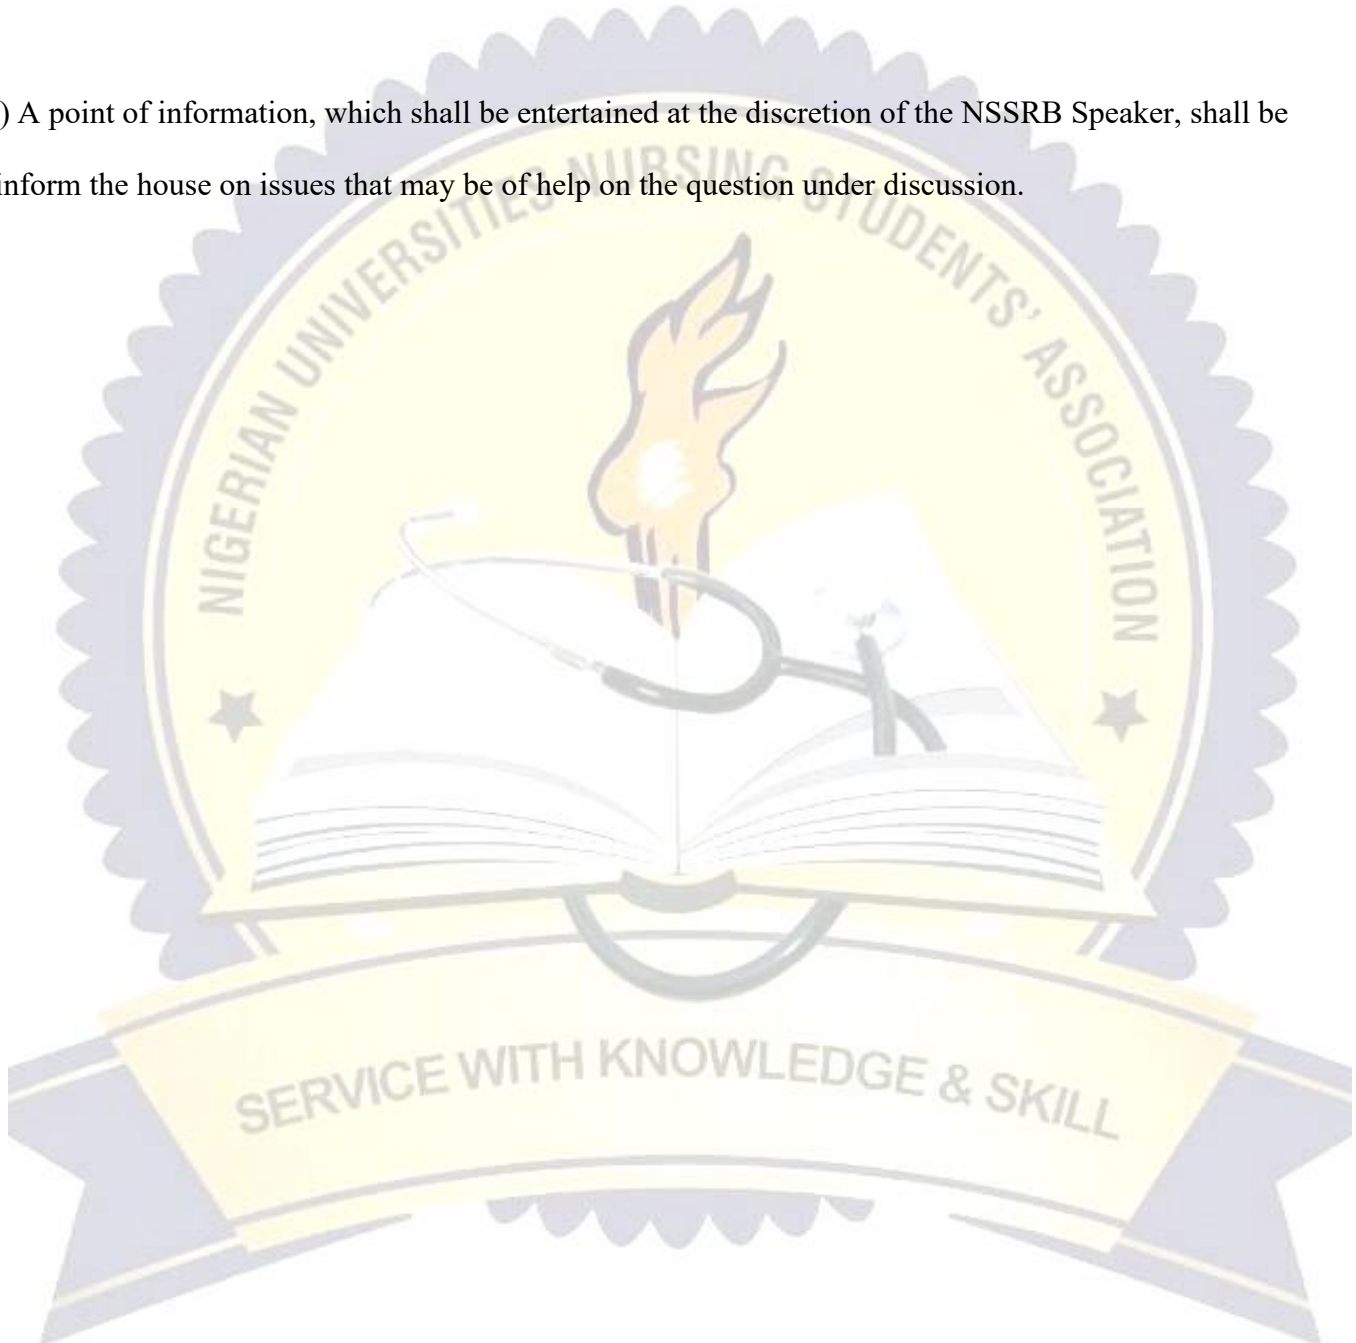 ) A point of information, which shall be entertained at the discretion of the NSSRB Speaker, shall be
inform the house on issues that may be of help on the question under discussion.
NIGERIAN UNIVERSITIES NURSING STUDENTS' ASSOCIATION
SERVICE WITH KNOWLEDGE & SKILL